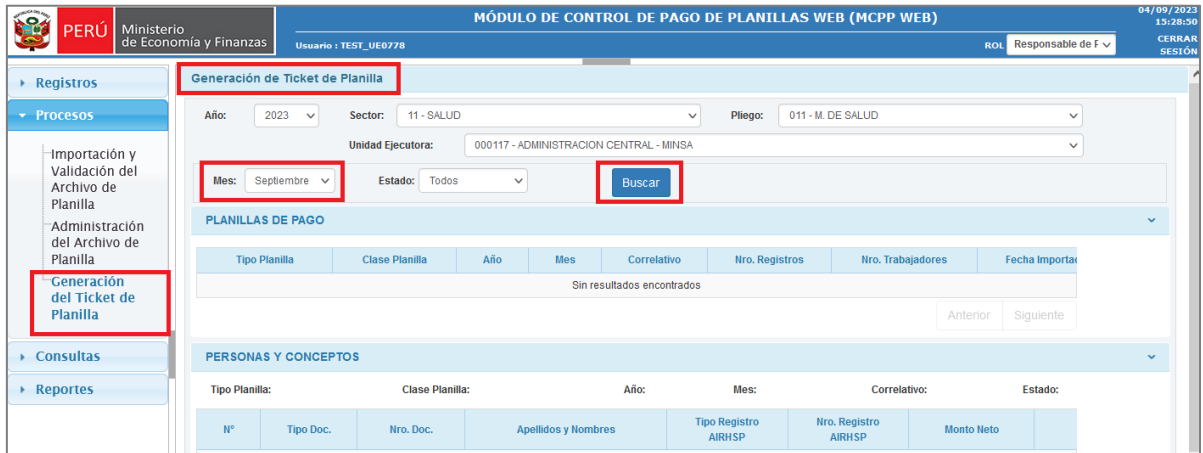 MÓDULO DE CONTROL DE PAGO DE PLANILLAS WEB (MCPP WEB)
04/09/2023
15:28:50
PERÚ
Ministerio
de Economía y Finanzas
Usuario : TEST_UE0778
ROL
Responsable de F
CERRAR
SESIÓN
Registros
Procesos
Importación y
Validación del
Archivo de
Planilla
Administración
del Archivo de
Planilla
Generación
del Ticket de
Planilla
Consultas
Reportes
Generación de Ticket de Planilla
Año: 2023 Sector: 11 - SALUD Pliego: 011 - M. DE SALUD
Unidad Ejecutora: 000117 - ADMINISTRACION CENTRAL - MINSA
Mes: Septiembre Estado: Todos Buscar
PLANILLAS DE PAGO
Tipo Planilla Clase Planilla Año Mes Correlativo Nro. Registros Nro. Trabajadores Fecha Importac
Sin resultados encontrados
Anterior Siguiente
PERSONAS Y CONCEPTOS
Tipo Planilla: Clase Planilla: Año: Mes: Correlativo: Estado:
N° Tipo Doc. Nro. Doc. Apellidos y Nombres Tipo Registro AIRHSP Nro. Registro AIRHSP Monto Neto